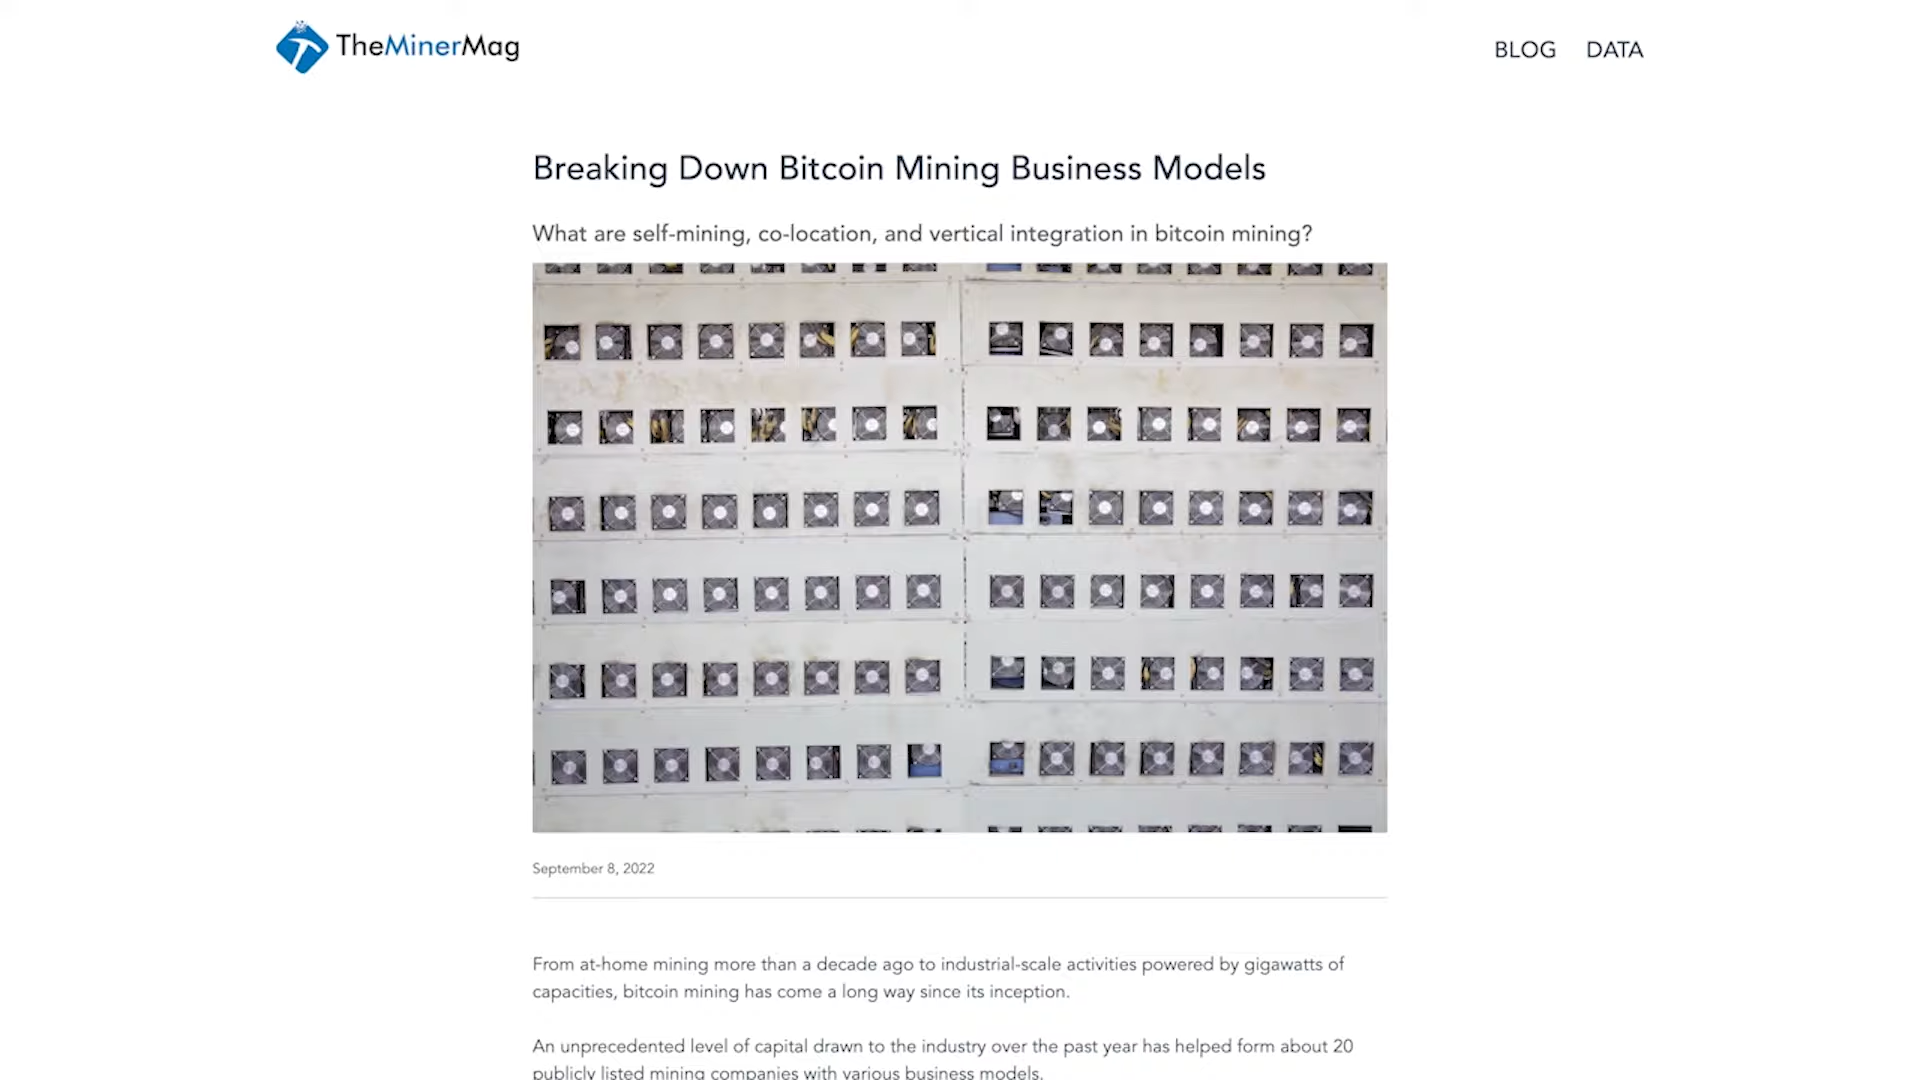 TheMinerMag
BLOG DATA
Breaking Down Bitcoin Mining Business Models
What are self-mining, co-location, and vertical integration in bitcoin mining?
September 8, 2022
From at-home mining more than a decade ago to industrial-scale activities powered by gigawatts of
capacities, bitcoin mining has come a long way since its inception.
An unprecedented level of capital drawn to the industry over the past year has helped form about 20
publicly listed mining companies with various business models.